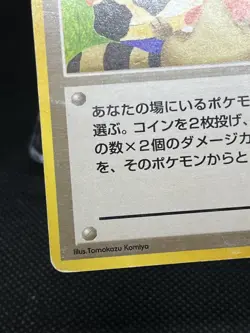 あなたの場にいるポケモ
選ぶ。コインを2枚投げ、
の数×2個のダメージカ
を、そのポケモンからと
Illus. Tomokazu Komiya